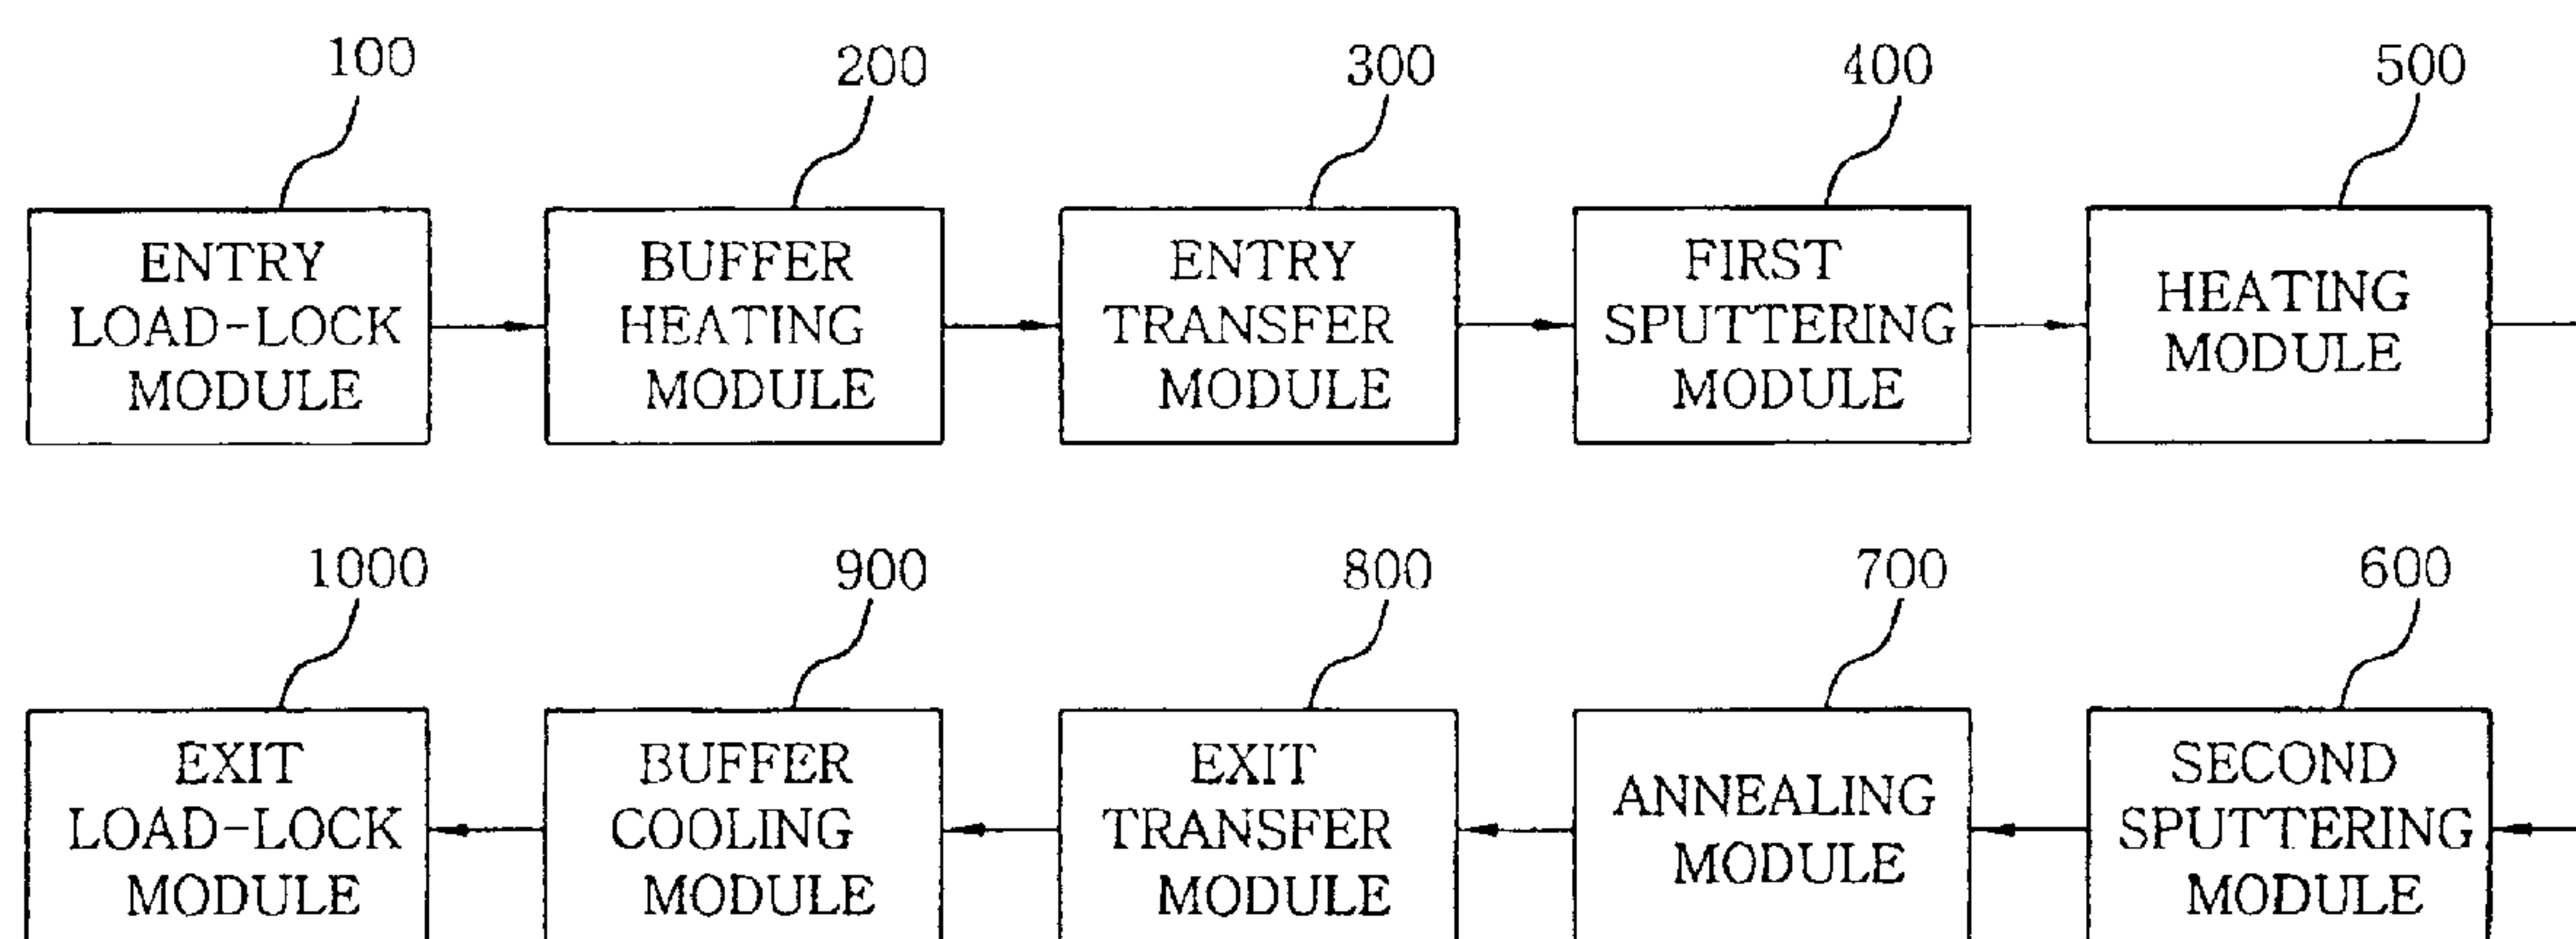 100
200
300
400
500
ENTRY
LOAD-LOCK
MODULE
BUFFER
HEATING
MODULE
ENTRY
TRANSFER
MODULE
FIRST
SPUTTERING
MODULE
HEATING
MODULE
1000
900
800
700
600
EXIT
LOAD-LOCK
MODULE
BUFFER
COOLING
MODULE
EXIT
TRANSFER
MODULE
ANNEALING
MODULE
SECOND
SPUTTERING
MODULE